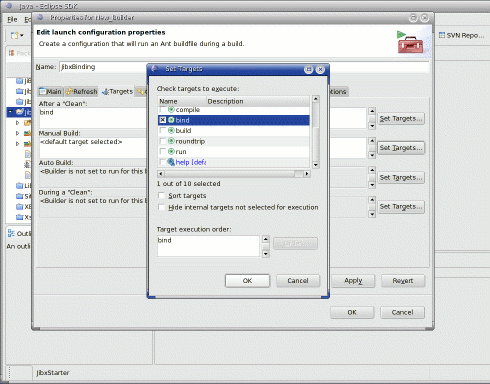 Java - Eclipse SDK
File
Properties for New_Builder
Edit launch configuration properties
Create a configuration that will run an Ant buildfile during a build.
SVN Repo...
Name: JibxBinding
Main
Refresh
Targets
After a "Clean":
bind
Set Targets...
Manual Build:
<default target selected>
Set Targets...
Auto Build:
<Builder is not set to run for this
Set Targets...
During a "Clean":
<Builder is not set to run for this
Set Targets...
Set Targets
Check targets to execute:
Name
Description
compile
bind
build
roundtrip
run
help [defa
1 out of 10 selected
Sort targets
Hide internal targets not selected for execution
Target execution order:
bind
Order...
OK
Cancel
Apply
Revert
OK
Cancel
Outli
An outli
JibxStarter